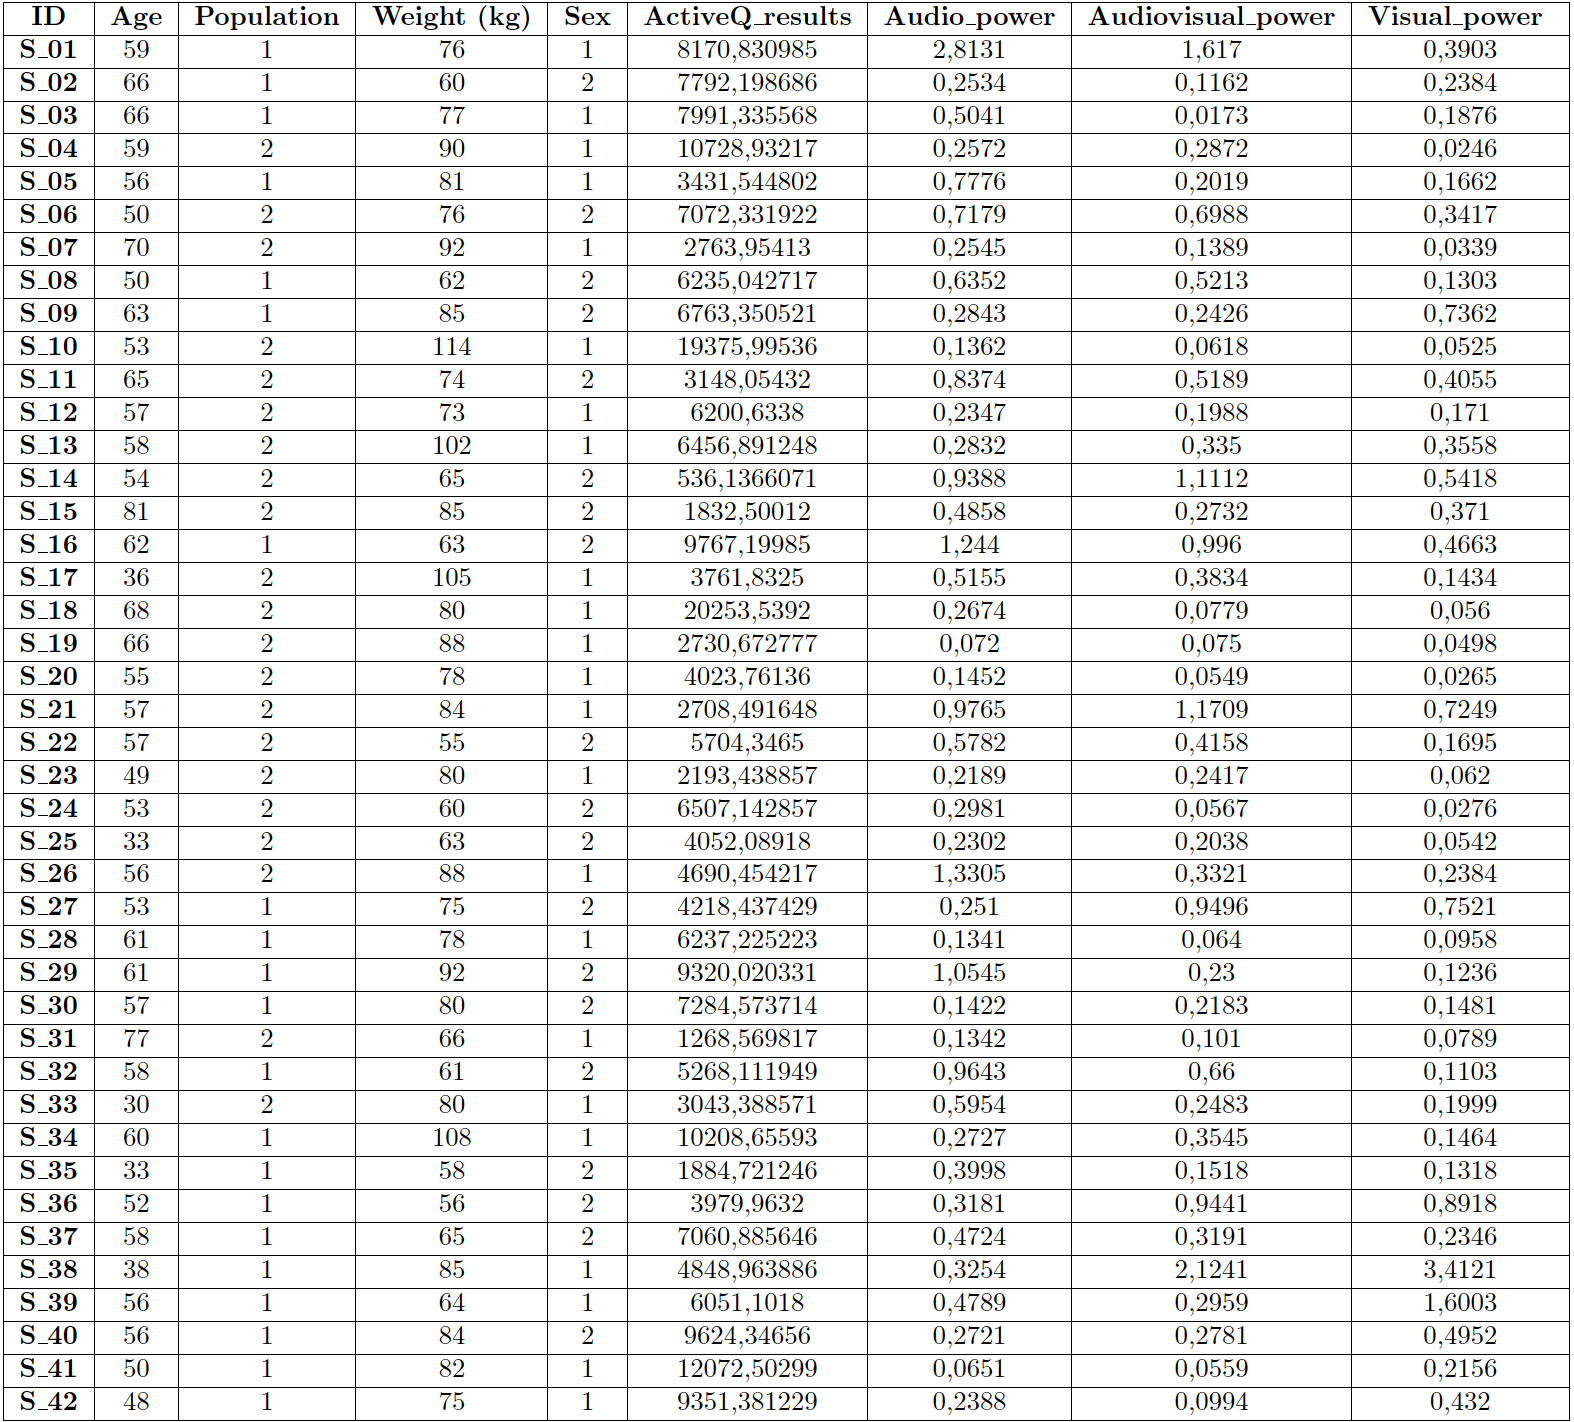 ID Age Population Weight (kg) Sex ActiveQ_results Audio_power Audiovisual_power Visual_power
S_01 59 1 76 1 8170,830985 2,8131 1,617 0,3903
S_02 66 1 60 2 7792,198686 0,2534 0,1162 0,2384
S_03 66 1 77 1 7991,335568 0,5041 0,0173 0,1876
S_04 59 2 90 1 10728,93217 0,2572 0,2872 0,0246
S_05 56 1 81 1 3431,544802 0,7776 0,2019 0,1662
S_06 50 2 76 2 7072,331922 0,7179 0,6988 0,3417
S_07 70 2 92 1 2763,95413 0,2545 0,1389 0,0339
S_08 50 1 62 2 6235,042717 0,6352 0,5213 0,1303
S_09 63 1 85 2 6763,350521 0,2843 0,2426 0,7362
S_10 53 2 114 1 19375,99536 0,1362 0,0618 0,0525
S_11 65 2 74 2 3148,05432 0,8374 0,5189 0,4055
S_12 57 2 73 1 6200,6338 0,2347 0,1988 0,171
S_13 58 2 102 1 6456,891248 0,2832 0,335 0,3558
S_14 54 2 65 2 536,1366071 0,9388 1,1112 0,5418
S_15 81 2 85 2 1832,50012 0,4858 0,2732 0,371
S_16 62 1 63 2 9767,19985 1,244 0,996 0,4663
S_17 36 2 105 1 3761,8325 0,5155 0,3834 0,1434
S_18 68 2 80 1 20253,5392 0,2674 0,0779 0,056
S_19 66 2 88 1 2730,672777 0,072 0,075 0,0498
S_20 55 2 78 1 4023,76136 0,1452 0,0549 0,0265
S_21 57 2 84 1 2708,491648 0,9765 1,1709 0,7249
S_22 57 2 55 2 5704,3465 0,5782 0,4158 0,1695
S_23 49 2 80 1 2193,438857 0,2189 0,2417 0,062
S_24 53 2 60 2 6507,142857 0,2981 0,0567 0,0276
S_25 33 2 63 2 4052,08918 0,2302 0,2038 0,0542
S_26 56 2 88 1 4690,454217 1,3305 0,3321 0,2384
S_27 53 1 75 2 4218,437429 0,251 0,9496 0,7521
S_28 61 1 78 1 6237,225223 0,1341 0,064 0,0958
S_29 61 1 92 2 9320,020331 1,0545 0,23 0,1236
S_30 57 1 80 2 7284,573714 0,1422 0,2183 0,1481
S_31 77 2 66 1 1268,569817 0,1342 0,101 0,0789
S_32 58 1 61 2 5268,111949 0,9643 0,66 0,1103
S_33 30 2 80 1 3043,388571 0,5954 0,2483 0,1999
S_34 60 1 108 1 10208,65593 0,2727 0,3545 0,1464
S_35 33 1 58 2 1884,721246 0,3998 0,1518 0,1318
S_36 52 1 56 2 3979,9632 0,3181 0,9441 0,8918
S_37 58 1 65 2 7060,885646 0,4724 0,3191 0,2346
S_38 38 1 85 1 4848,963886 0,3254 2,1241 3,4121
S_39 56 1 64 1 6051,1018 0,4789 0,2959 1,6003
S_40 56 1 84 2 9624,34656 0,2721 0,2781 0,4952
S_41 50 1 82 1 12072,50299 0,0651 0,0559 0,2156
S_42 48 1 75 1 9351,381229 0,2388 0,0994 0,432